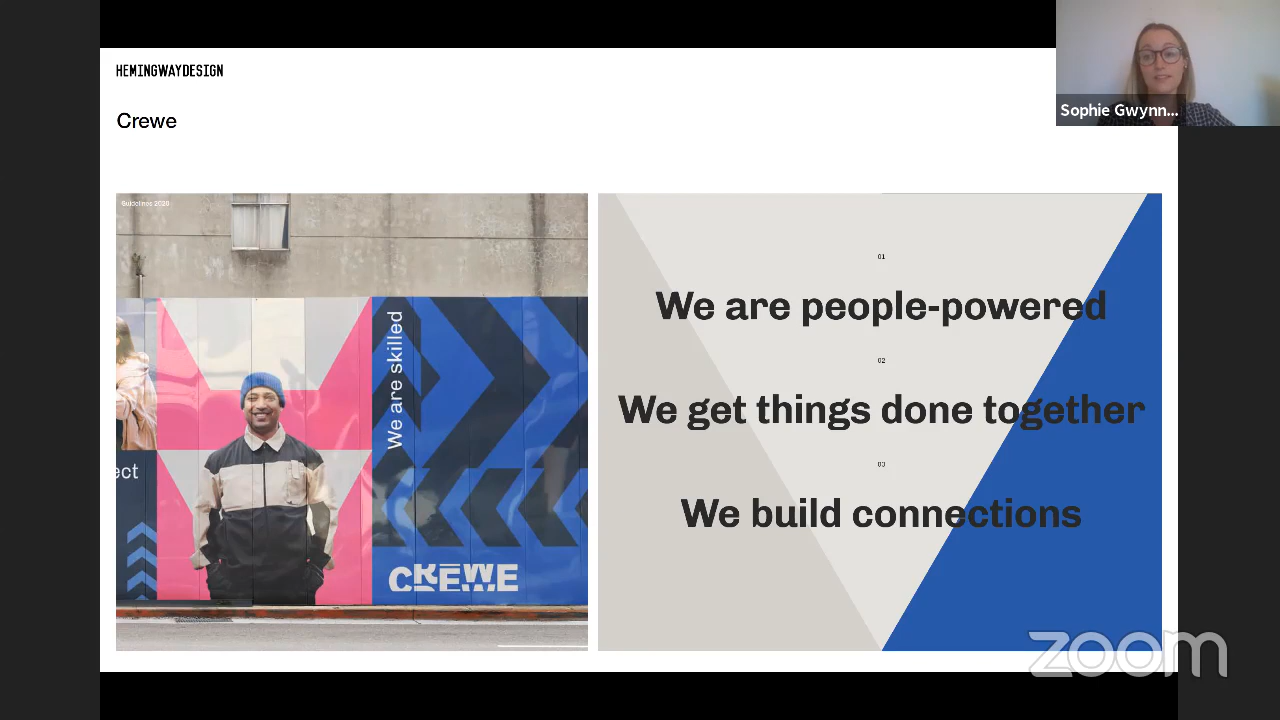 HEMINGWAYDESIGN
Crewe
Sophie Gwynn...
Guidelines 2020
We are skilled
ect
CREWE
01
We are people-powered
02
We get things done together
03
We build connections
zoom